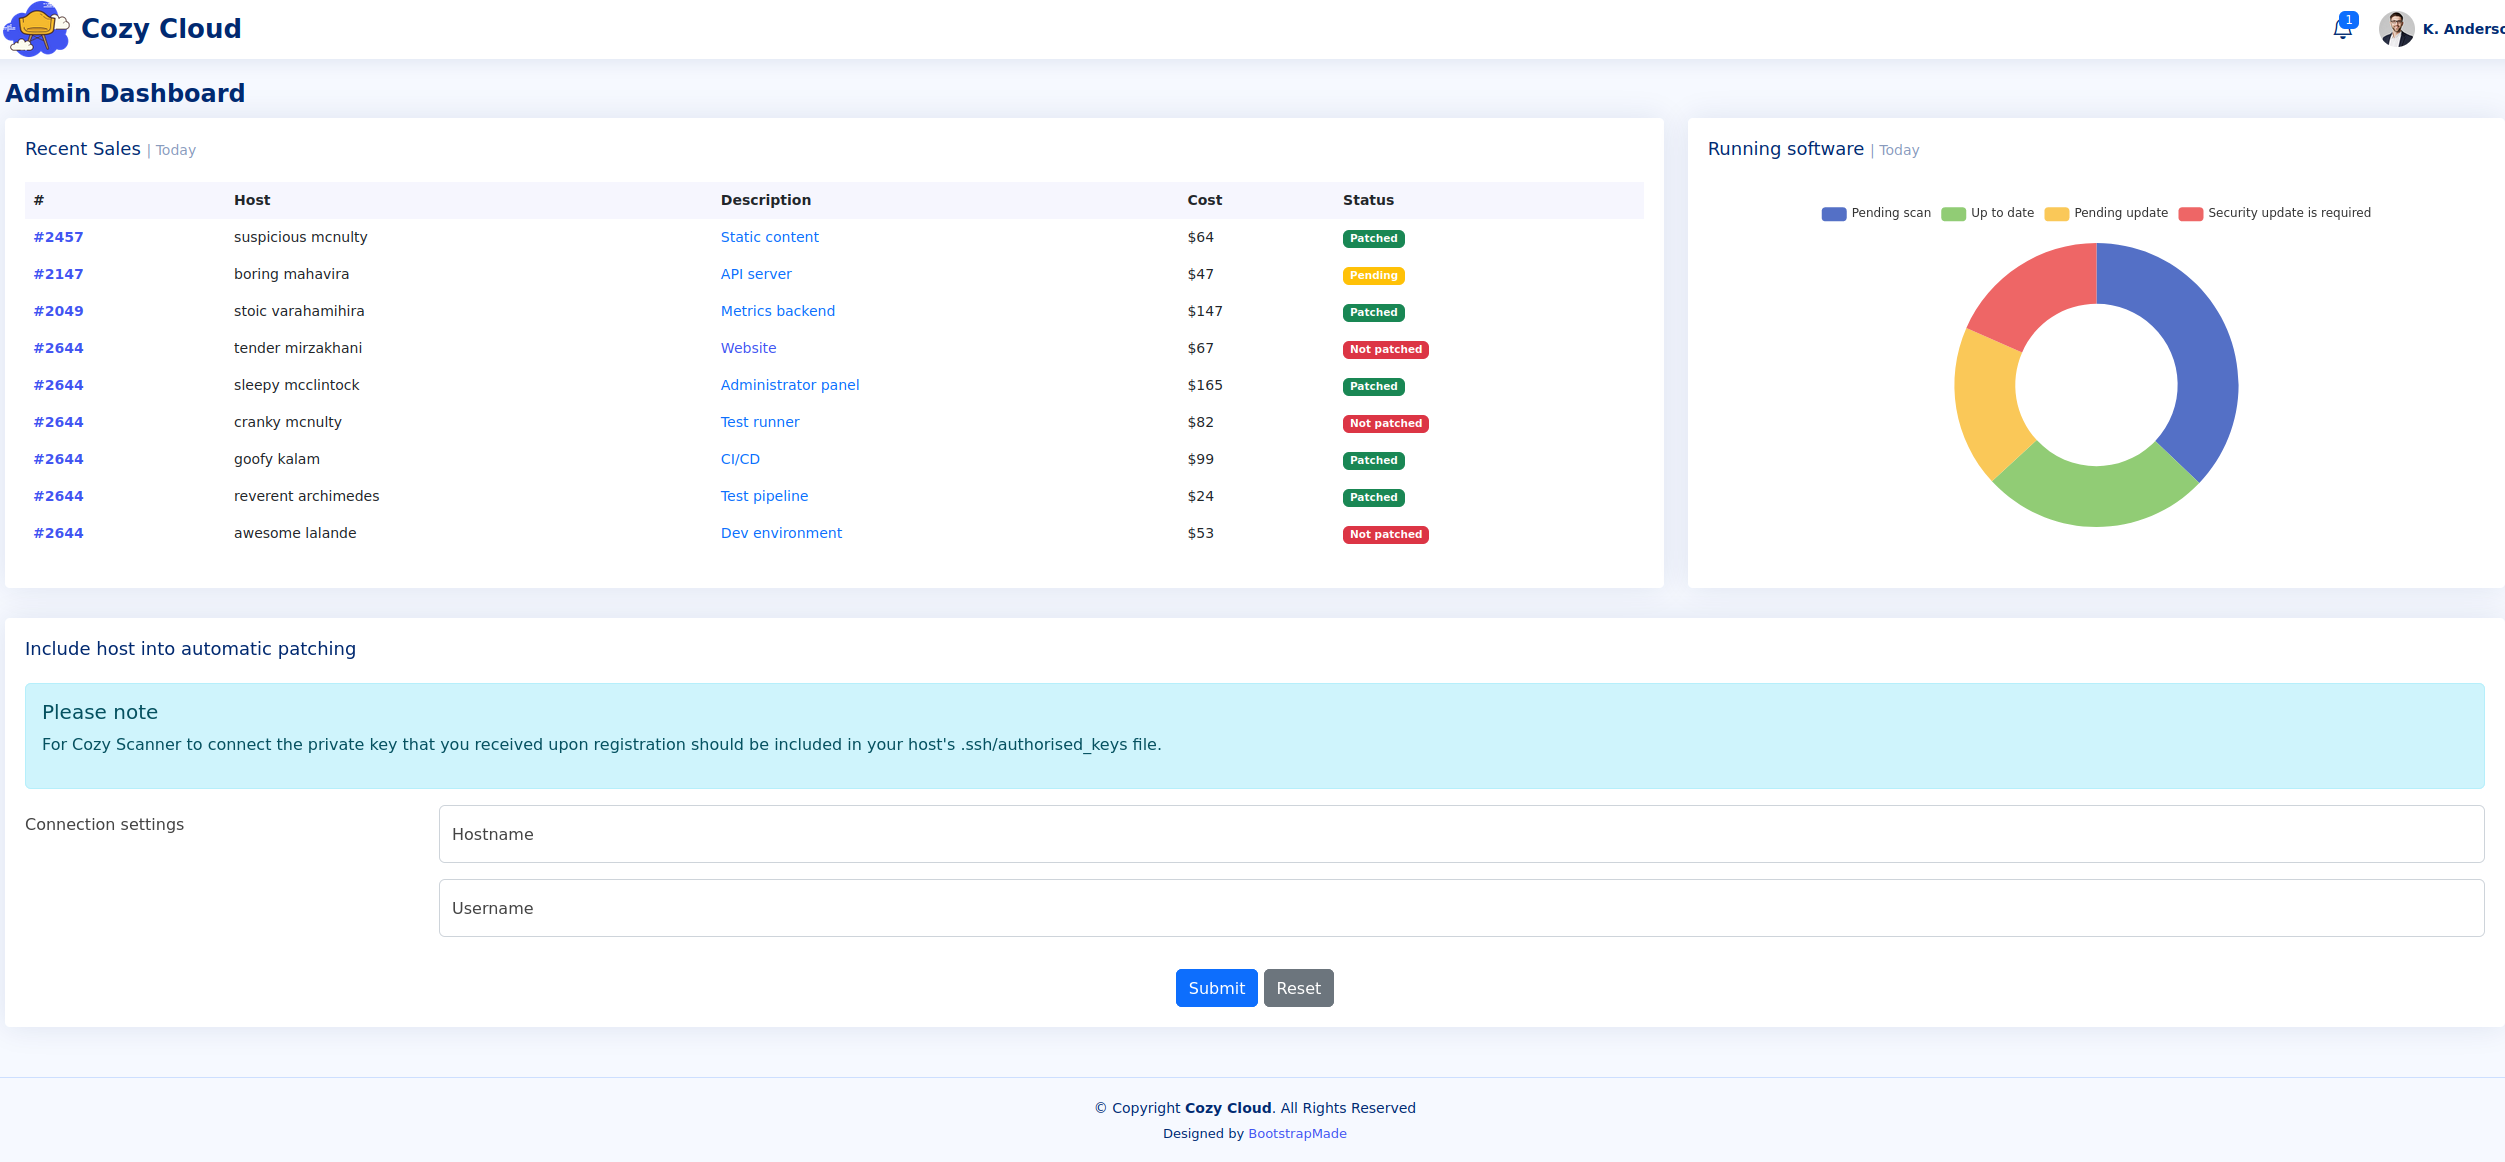 Cozy Cloud
1
K. Anderso
Admin Dashboard
Recent Sales | Today
# Host Description Cost Status
#2457 suspicious mcnulty Static content $64 Patched
#2147 boring mahavira API server $47 Pending
#2049 stoic varahamihira Metrics backend $147 Patched
#2644 tender mirzakhani Website $67 Not patched
#2644 sleepy mcclintock Administrator panel $165 Patched
#2644 cranky mcnulty Test runner $82 Not patched
#2644 goofy kalam CI/CD $99 Patched
#2644 reverent archimedes Test pipeline $24 Patched
#2644 awesome lalande Dev environment $53 Not patched
Running software | Today
Pending scan Up to date Pending update Security update is required
Include host into automatic patching
Please note
For Cozy Scanner to connect the private key that you received upon registration should be included in your host's .ssh/authorised_keys file.
Connection settings
Hostname
Username
Submit Reset
© Copyright Cozy Cloud. All Rights Reserved
Designed by BootstrapMade